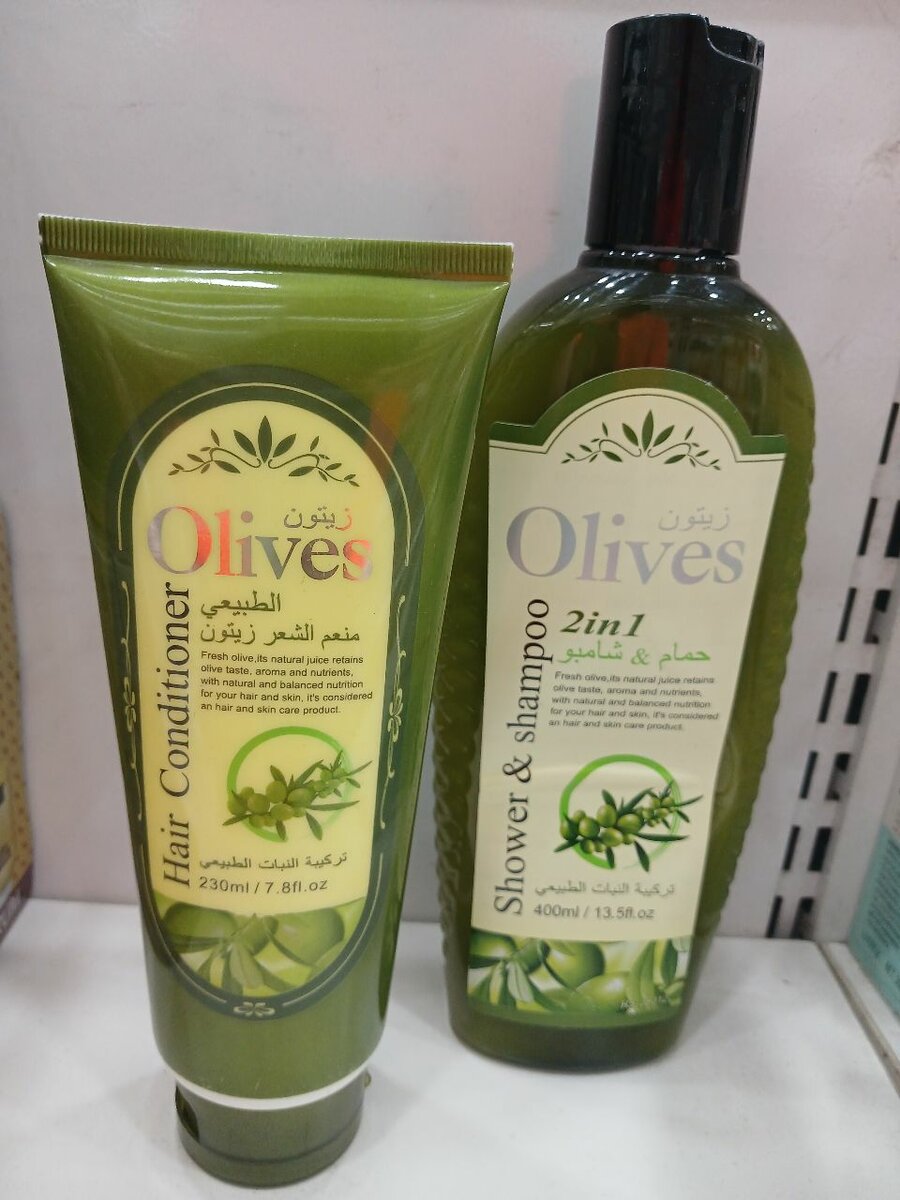 زيتون
Olives
الطبيعي
منعم الشعر زيتون
Hair Conditioner
Fresh olive,its natural juice retains
olive taste, aroma and nutrients,
with natural and balanced nutrition
for your hair and skin, it's considered
an hair and skin care product.
تركيبة النبات الطبيعي
230ml / 7.8fl.oz
زيتون
Olives
2in1
حمام & شامبو
Shower & shampoo
Fresh olive,its natural juice retains
olive taste, aroma and nutrients,
with natural and balanced nutrition
for your hair and skin, it's considered
an hair and skin care product.
تركيبة النبات الطبيعي
400ml / 13.5fl.oz